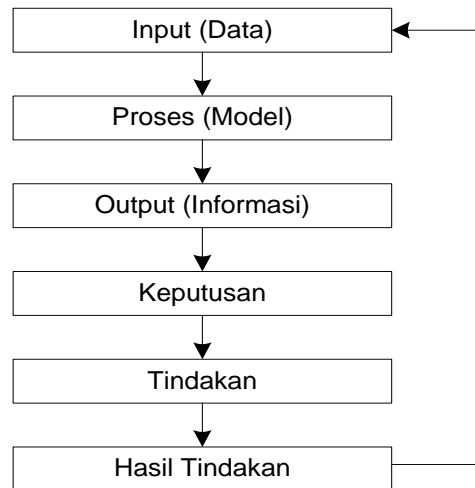 Input (Data)
Proses (Model)
Output (Informasi)
Keputusan
Tindakan
Hasil Tindakan